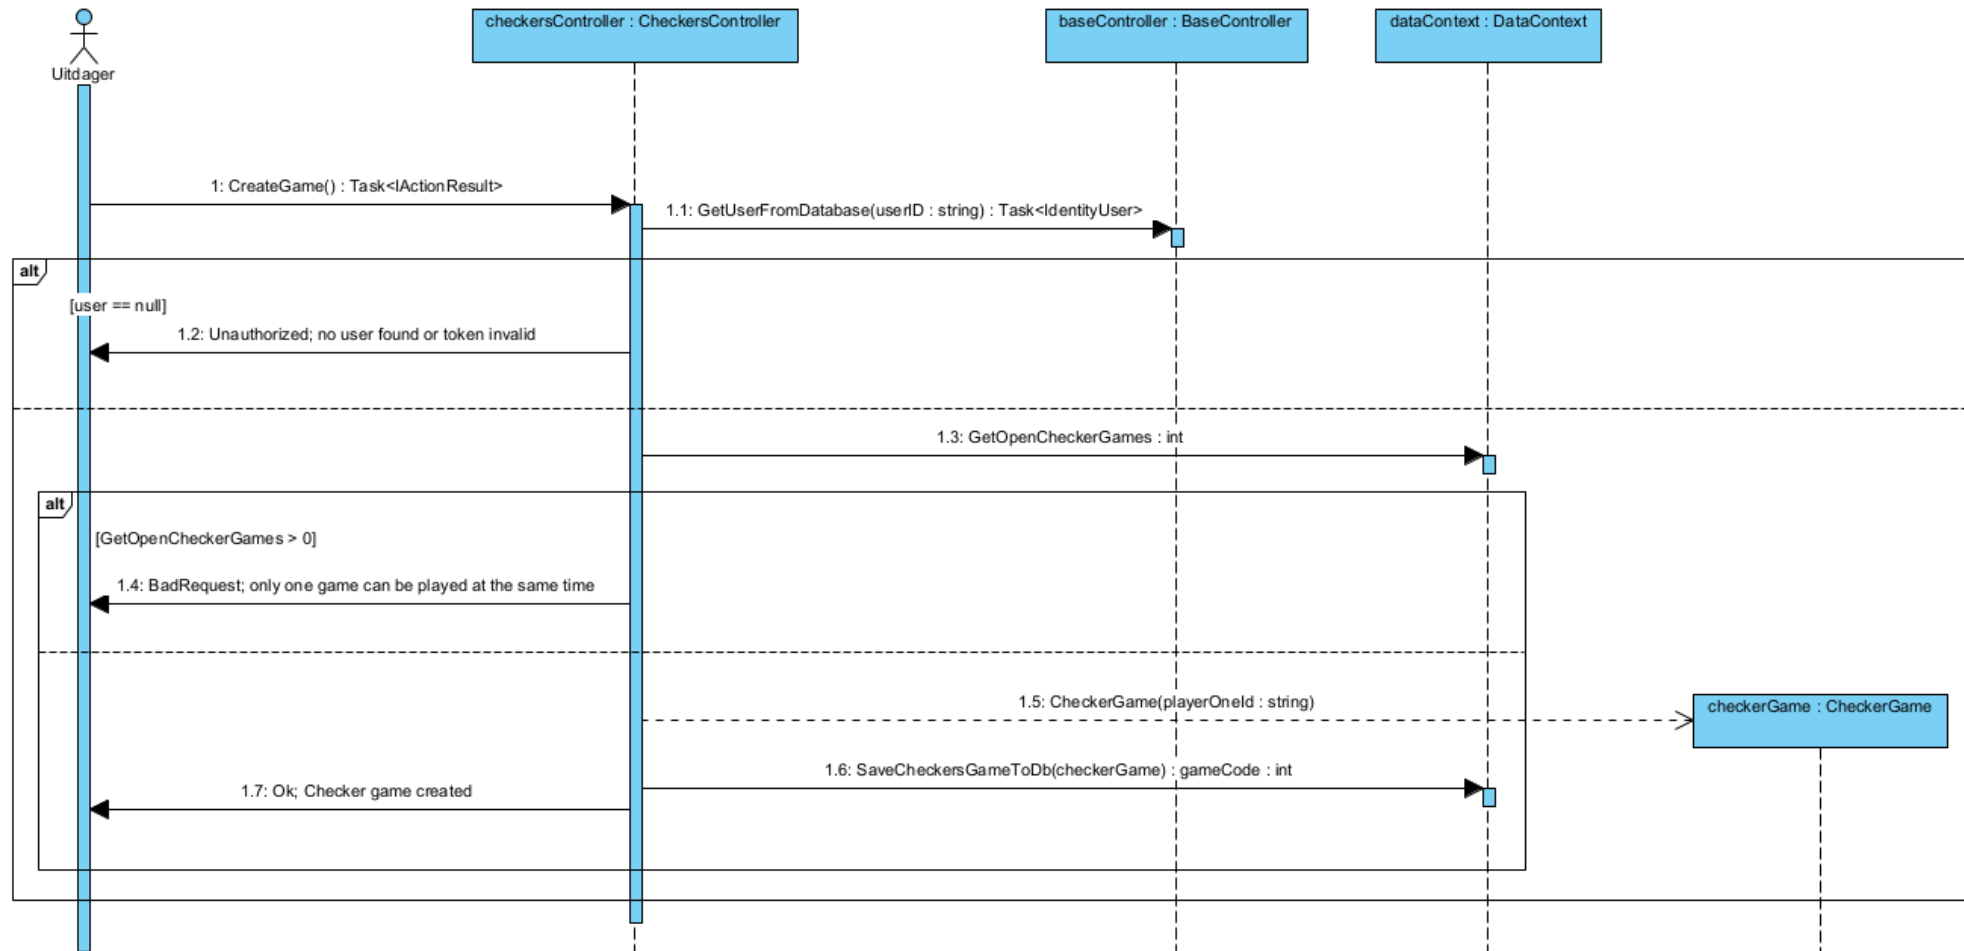 checkersController : CheckersController
baseController : BaseController
dataContext : DataContext
Uitdager
1: CreateGame() : Task<IActionResult>
1.1: GetUserFromDatabase(userID : string) : Task<IdentityUser>
alt
[user == null]
1.2: Unauthorized; no user found or token invalid
1.3: GetOpenCheckerGames : int
alt
[GetOpenCheckerGames > 0]
1.4: BadRequest; only one game can be played at the same time
1.5: CheckerGame(playerOneId : string)
checkerGame : CheckerGame
1.6: SaveCheckersGameToDb(checkerGame) : gameCode : int
1.7: Ok; Checker game created